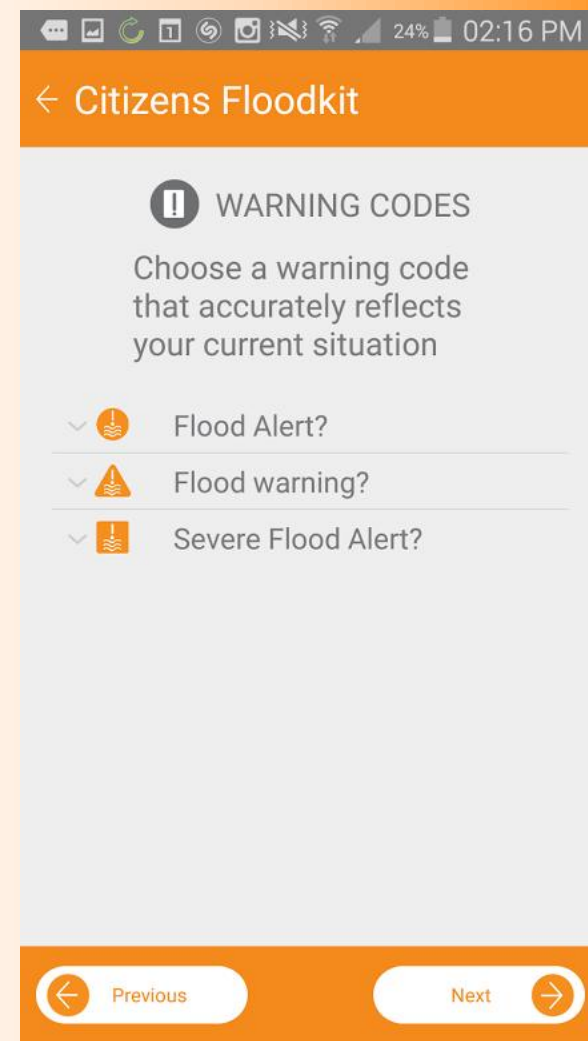 1 24% 02:16 PM
Citizens Floodkit
! WARNING CODES
Choose a warning code
that accurately reflects
your current situation
Flood Alert?
Flood warning?
Severe Flood Alert?
Previous Next